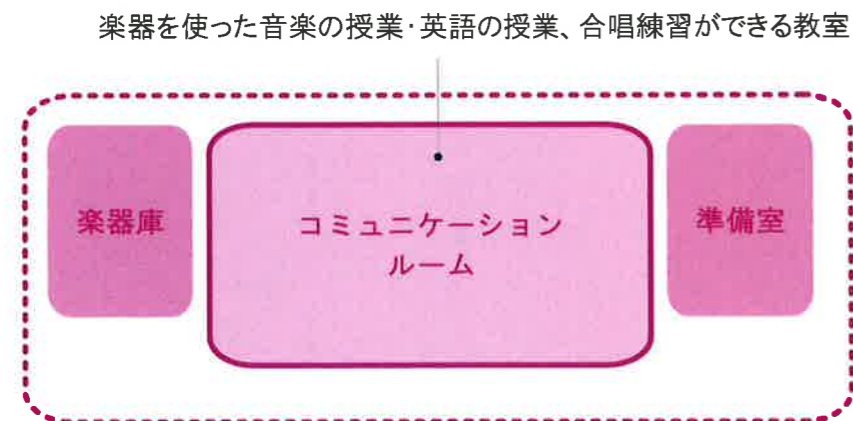 楽器を使った音楽の授業・英語の授業、合唱練習ができる教室
楽器庫
コミュニケーション
ルーム
準備室